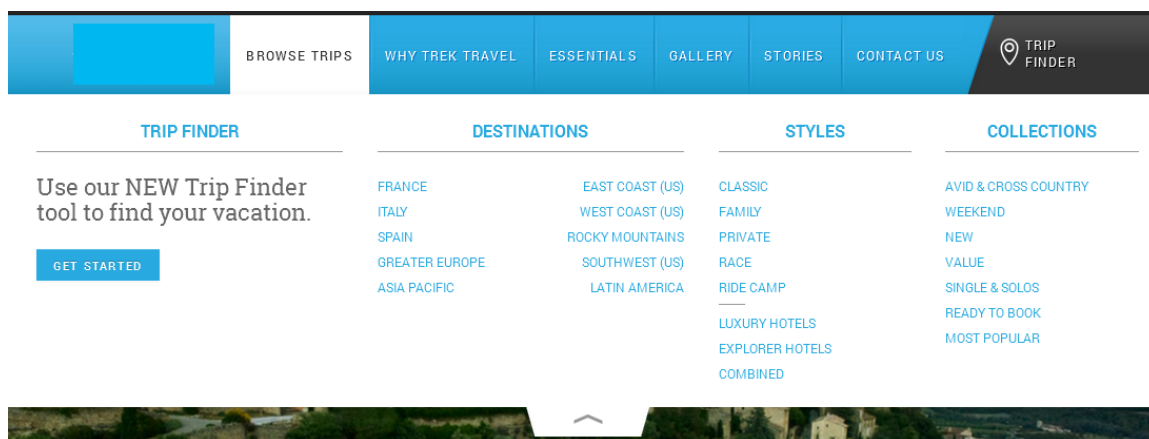 BROWSE TRIPS
WHY TREK TRAVEL
ESSENTIALS
GALLERY
STORIES
CONTACT US
TRIP
FINDER
TRIP FINDER
Use our NEW Trip Finder
tool to find your vacation.
GET STARTED
DESTINATIONS
FRANCE
ITALY
SPAIN
GREATER EUROPE
ASIA PACIFIC
EAST COAST (US)
WEST COAST (US)
ROCKY MOUNTAINS
SOUTHWEST (US)
LATIN AMERICA
STYLES
CLASSIC
FAMILY
PRIVATE
RACE
RIDE CAMP
LUXURY HOTELS
EXPLORER HOTELS
COMBINED
COLLECTIONS
AVID & CROSS COUNTRY
WEEKEND
NEW
VALUE
SINGLE & SOLOS
READY TO BOOK
MOST POPULAR